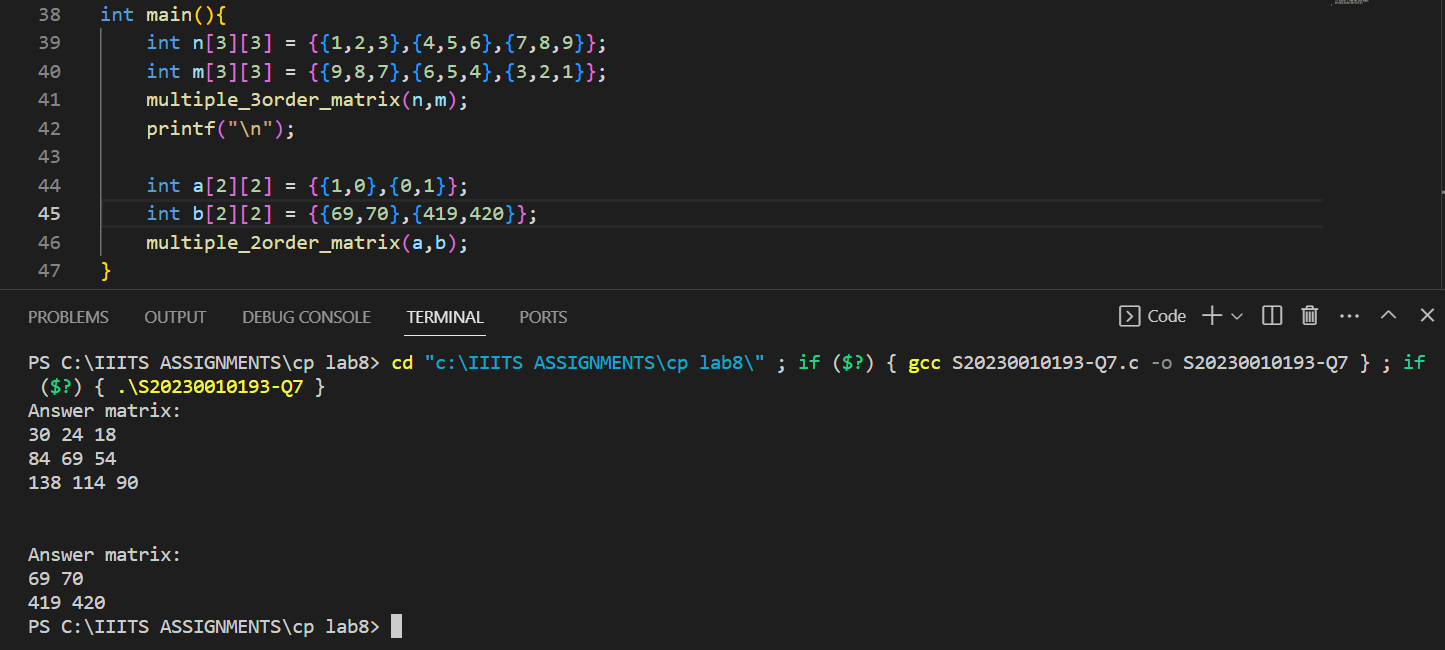 38 int main(){
39 int n[3][3] = {{1,2,3},{4,5,6},{7,8,9}};
40 int m[3][3] = {{9,8,7},{6,5,4},{3,2,1}};
41 multiple_3order_matrix(n,m);
42 printf("\n");
43
44 int a[2][2] = {{1,0},{0,1}};
45 int b[2][2] = {{69,70},{419,420}};
46 multiple_2order_matrix(a,b);
47 }
PROBLEMS OUTPUT DEBUG CONSOLE TERMINAL PORTS Code
PS C:\IIITS ASSIGNMENTS\cp lab8> cd "c:\IIITS ASSIGNMENTS\cp lab8\" ; if ($?) { gcc S20230010193-Q7.c -o S20230010193-Q7 } ; if
($?) { .\S20230010193-Q7 }
Answer matrix:
30 24 18
84 69 54
138 114 90
Answer matrix:
69 70
419 420
PS C:\IIITS ASSIGNMENTS\cp lab8>